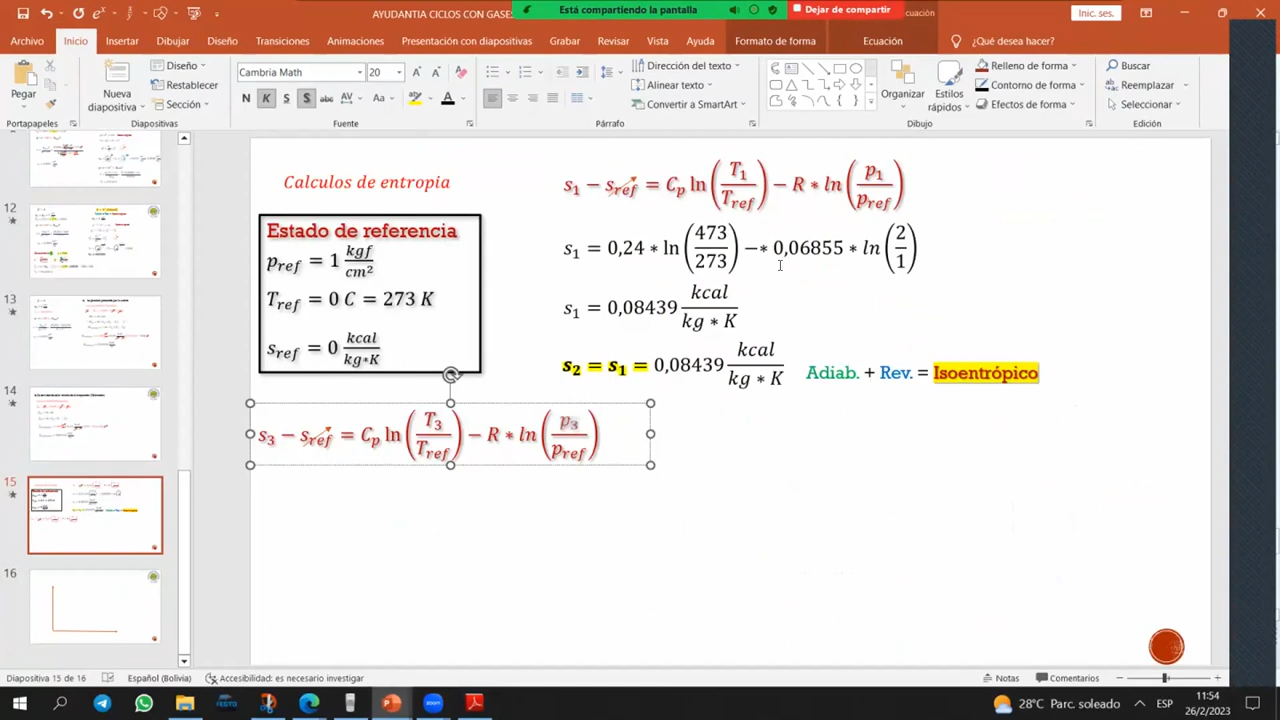 AYUDANTIA CICLOS CON GASES
Está compartiendo la pantalla
Dejar de compartir
cuación
Inic. ses.
Archivo Inicio Insertar Dibujar Diseño Transiciones Animaciones Presentación con diapositivas Grabar Revisar Vista Ayuda Formato de forma Ecuación ¿Qué desea hacer?
Pegar
Nueva diapositiva
Diseño
Restablecer
Sección
Cambria Math 20
N K S S abc AV Aa A
Dirección del texto
Alinear texto
Convertir a SmartArt
Organizar
Estilos rápidos
Relleno de forma
Contorno de forma
Efectos de forma
Buscar
Reemplazar
Seleccionar
Portapapeles Diapositivas Fuente Párrafo Dibujo Edición
12
13
14
15
16
Calculos de entropia
Estado de referencia
p_ref = 1 kgf/cm²
T_ref = 0 C = 273 K
s_ref = 0 kcal/kg*K
s₁ − s_ref = C_p ln(T₁/T_ref) − R * ln(p₁/p_ref)
s₁ = 0,24 * ln(473/273) −* 0,06855 * ln(2/1)
s₁ = 0,08439 kcal/kg * K
s₂ = s₁ = 0,08439 kcal/kg * K
Adiab. + Rev. = Isoentrópico
s₃ − s_ref = C_p ln(T₃/T_ref) − R * ln(p₃/p_ref)
Diapositiva 15 de 16 Español (Bolivia) Accesibilidad: es necesario investigar Notas Comentarios
FESTO
zoom
28°C Parc. soleado
ESP
11:54
26/2/2023